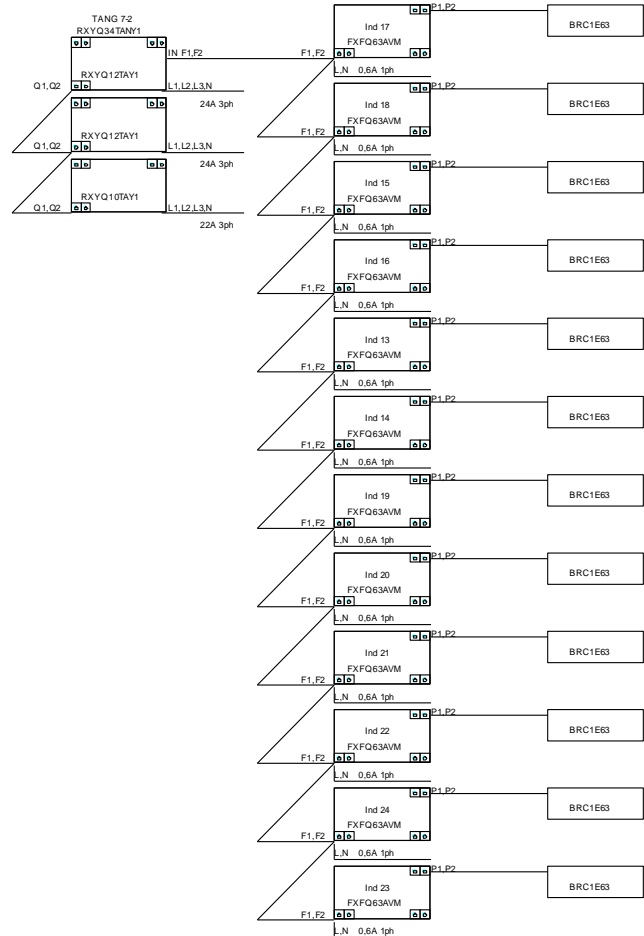 TANG 7-2
RXYQ34TANY1
IN F1,F2
Q1,Q2
RXYQ12TAY1
L1,L2,L3,N
24A 3ph
Q1,Q2
RXYQ12TAY1
L1,L2,L3,N
24A 3ph
Q1,Q2
RXYQ10TAY1
L1,L2,L3,N
22A 3ph
P1,P2
Ind 17
BRC1E63
F1,F2
FXFQ63AVM
L,N 0,6A 1ph
P1,P2
Ind 18
BRC1E63
FXFQ63AVM
F1,F2
L,N 0,6A 1ph
P1,P2
Ind 15
BRC1E63
FXFQ63AVM
F1,F2
L,N 0,6A 1ph
P1,P2
Ind 16
BRC1E63
FXFQ63AVM
F1,F2
L,N 0,6A 1ph
P1,P2
Ind 13
BRC1E63
FXFQ63AVM
F1,F2
L,N 0,6A 1ph
P1,P2
Ind 14
BRC1E63
FXFQ63AVM
F1,F2
L,N 0,6A 1ph
P1,P2
Ind 19
BRC1E63
FXFQ63AVM
F1,F2
L,N 0,6A 1ph
P1,P2
Ind 20
BRC1E63
FXFQ63AVM
F1,F2
L,N 0,6A 1ph
P1,P2
Ind 21
BRC1E63
FXFQ63AVM
F1,F2
L,N 0,6A 1ph
P1,P2
Ind 22
BRC1E63
FXFQ63AVM
F1,F2
L,N 0,6A 1ph
P1,P2
Ind 24
BRC1E63
FXFQ63AVM
F1,F2
L,N 0,6A 1ph
P1,P2
Ind 23
BRC1E63
FXFQ63AVM
F1,F2
L,N 0,6A 1ph